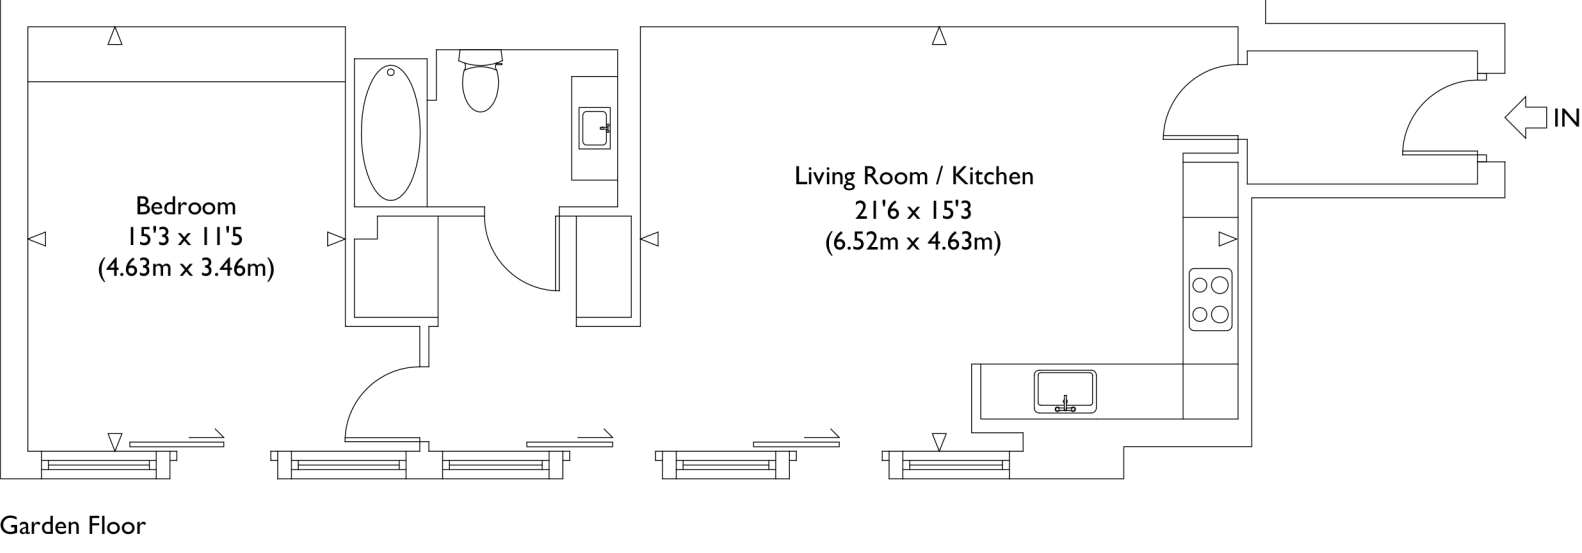 IN
Living Room / Kitchen
21'6 x 15'3
(6.52m x 4.63m)
Bedroom
15'3 x 11'5
(4.63m x 3.46m)
Garden Floor